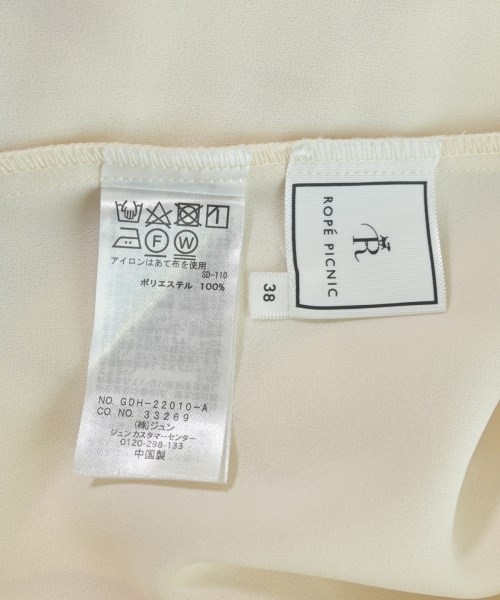 アイロンはあて布を使用
SD-110
ポリエステル 100%
NO. GDH-22010-A
CO. NO. 33269
(株)ジュン
ジュン カスタマーセンター
0120-298-133
中国製
38
R
ROPÉ PICNIC